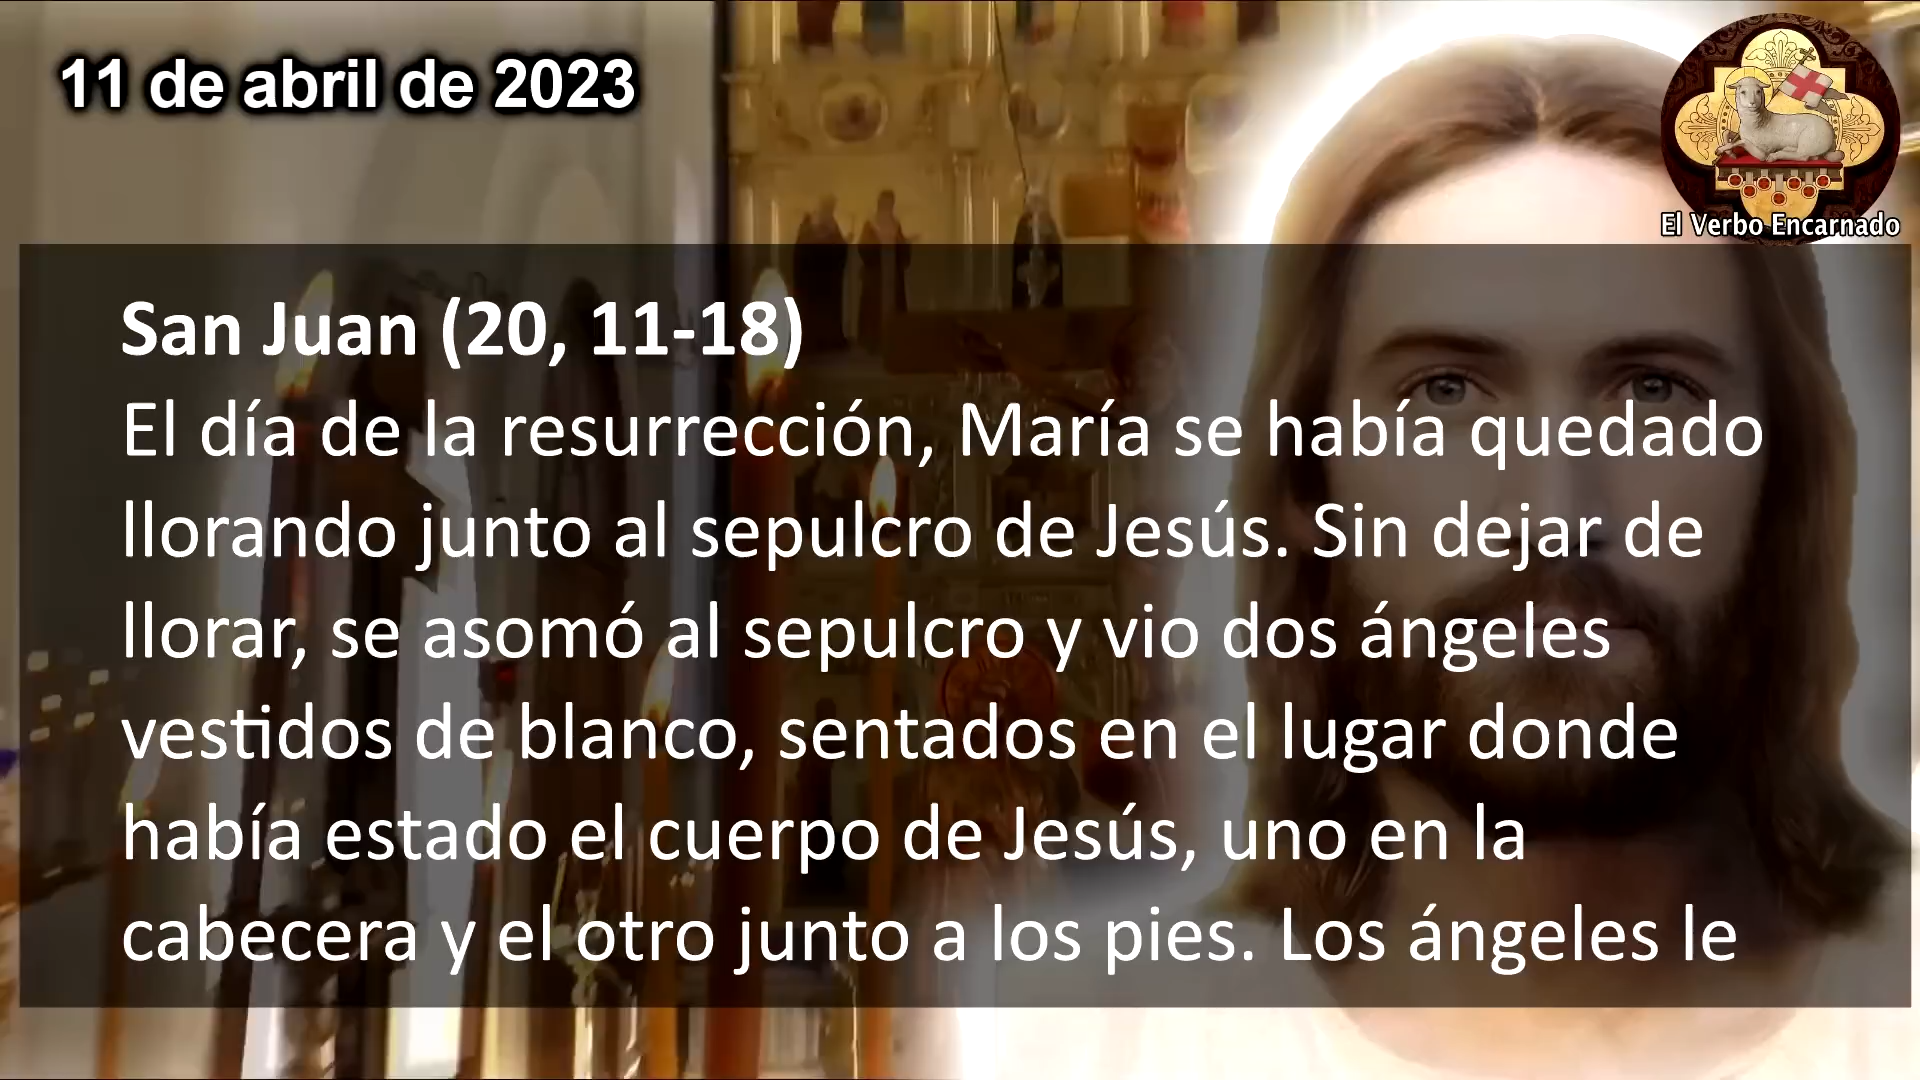 11 de abril de 2023
El Verbo Encarnado
San Juan (20, 11-18)
El día de la resurrección, María se había quedado
llorando junto al sepulcro de Jesús. Sin dejar de
llorar, se asomó al sepulcro y vio dos ángeles
vestidos de blanco, sentados en el lugar donde
había estado el cuerpo de Jesús, uno en la
cabecera y el otro junto a los pies. Los ángeles le